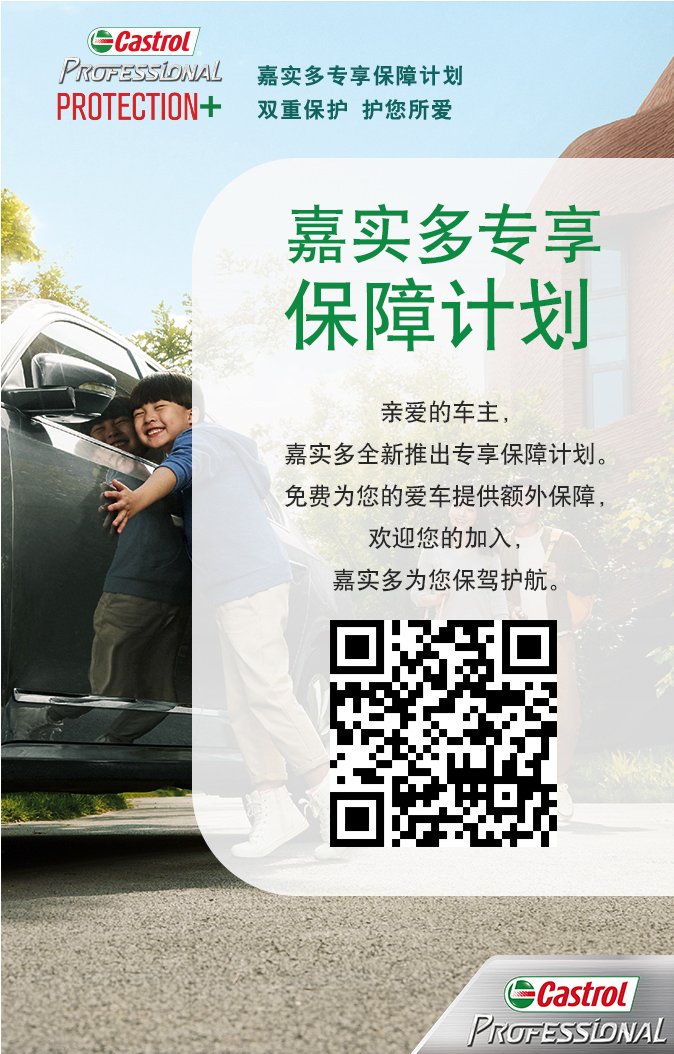 Castrol
PROFESSIONAL
PROTECTION+
嘉实多专享保障计划
双重保护 护您所爱
嘉实多专享
保障计划
亲爱的车主，
嘉实多全新推出专享保障计划。
免费为您的爱车提供额外保障，
欢迎您的加入，
嘉实多为您保驾护航。
Castrol
PROFESSIONAL